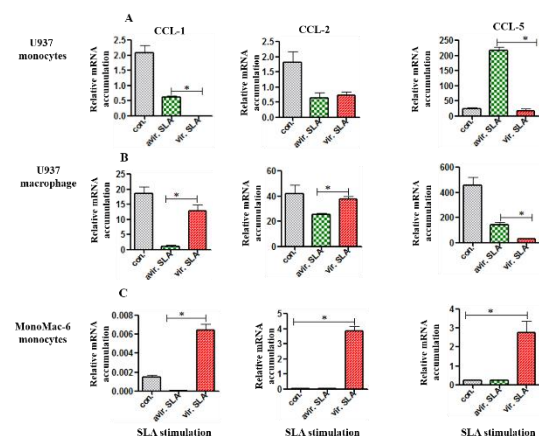 A
U937
monocytes
CCL-1
CCL-2
CCL-5
Relative mRNA
accumulation
2.5
2.0
1.5
1.0
0.5
0.0
*
con.
avir. SLA
vir. SLA
Relative mRNA
accumulation
2.5
2.0
1.5
1.0
0.5
0.0
con.
avir. SLA
vir. SLA
Relative mRNA
accumulation
250
200
150
100
50
0
*
con.
avir. SLA
vir. SLA
B
U937
macrophage
Relative mRNA
accumulation
25
20
15
10
5
0
*
con.
avir. SLA
vir. SLA
Relative mRNA
accumulation
60
40
20
0
*
con.
avir. SLA
vir. SLA
Relative mRNA
accumulation
600
400
200
0
*
con.
avir. SLA
vir. SLA
C
MonoMac-6
monocytes
Relative mRNA
accumulation
0.008
0.006
0.004
0.002
0.000
*
con.
avir. SLA
vir. SLA
Relative mRNA
accumulation
5
4
3
2
1
0
*
con.
avir. SLA
vir. SLA
Relative mRNA
accumulation
4
3
2
1
0
*
con.
avir. SLA
vir. SLA
SLA stimulation
SLA stimulation
SLA stimulation